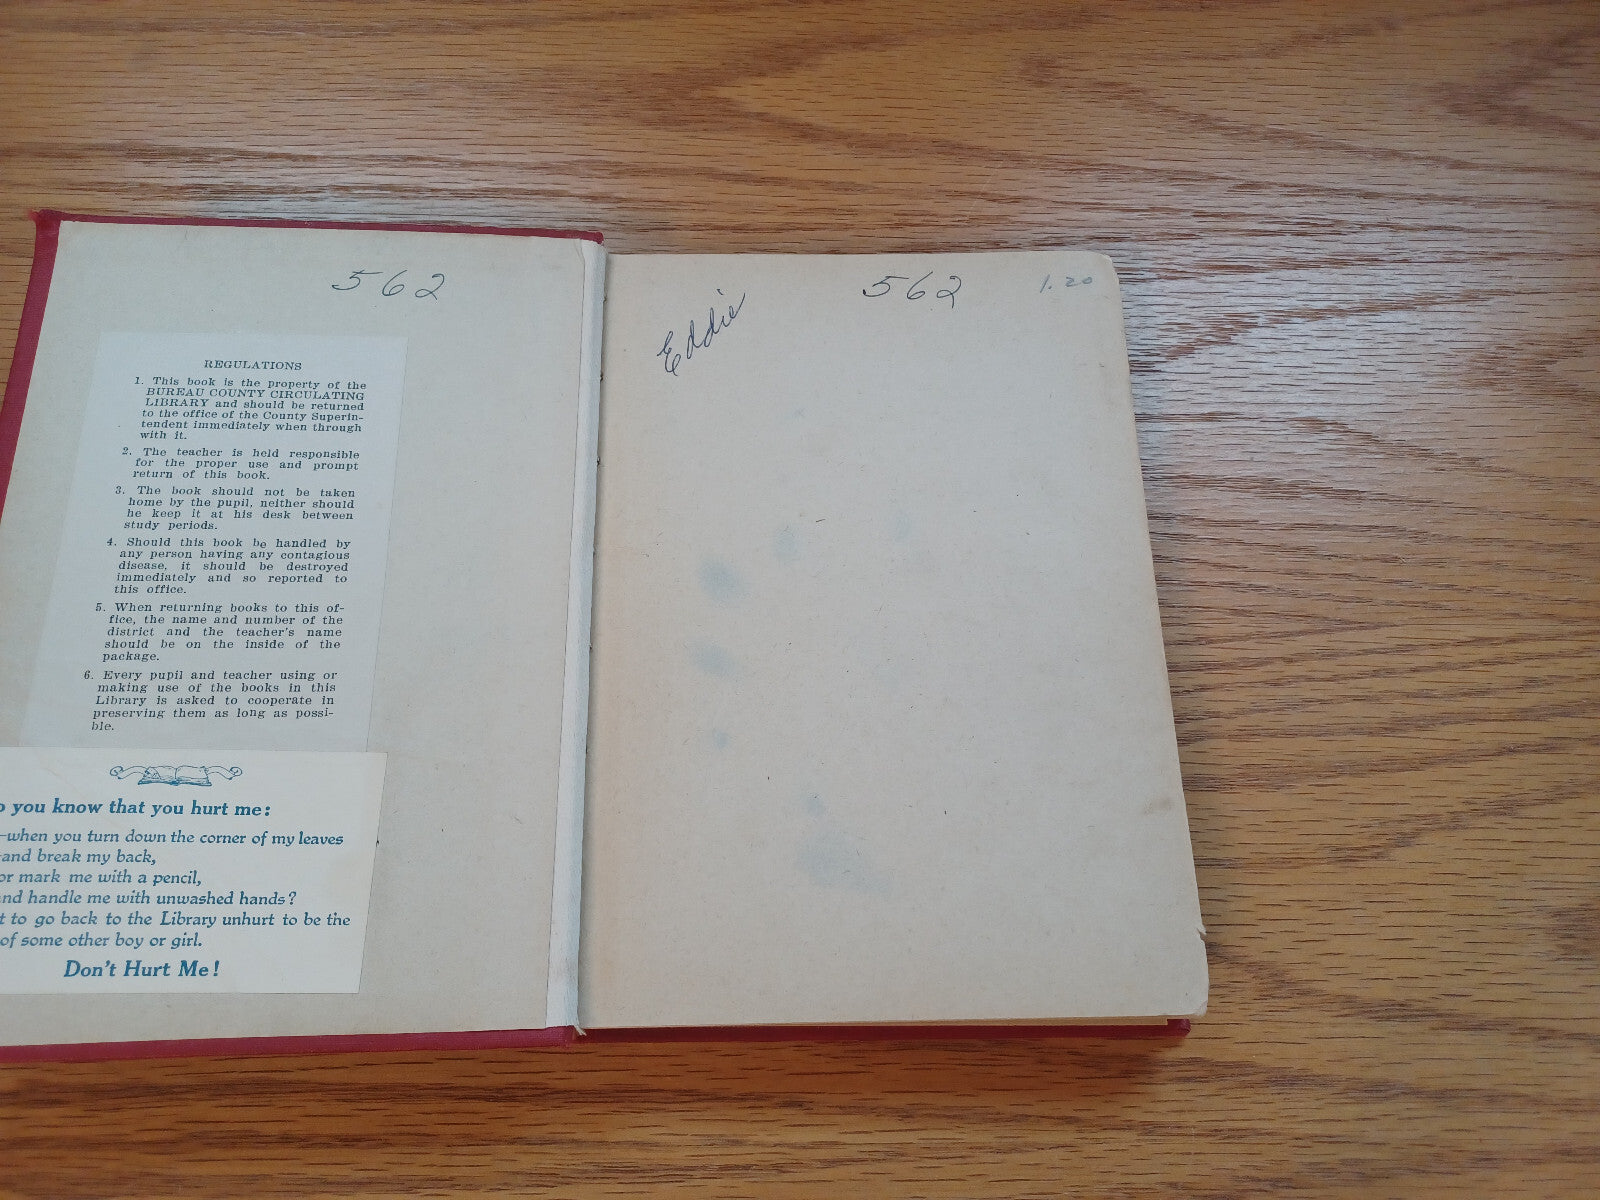 562
REGULATIONS
1. This book is the property of the
BUREAU COUNTY CIRCULATING
LIBRARY and should be returned
to the office of the County Superin-
tendent immediately when through
with it.
2. The teacher is held responsible
for the proper use and prompt
return of this book.
3. The book should not be taken
home by the pupil, neither should
he keep it at his desk between
study periods.
4. Should this book be handled by
any person having any contagious
disease, it should be destroyed
immediately and so reported to
this office.
5. When returning books to this of-
fice, the name and number of the
district and the teacher's name
should be on the inside of the
package.
6. Every pupil and teacher using or
making use of the books in this
Library is asked to cooperate in
preserving them as long as possi-
ble.
you know that you hurt me:
—when you turn down the corner of my leaves
and break my back,
or mark me with a pencil,
and handle me with unwashed hands?
to go back to the Library unhurt to be the
of some other boy or girl.
Don't Hurt Me!
562
1.20
Eddie